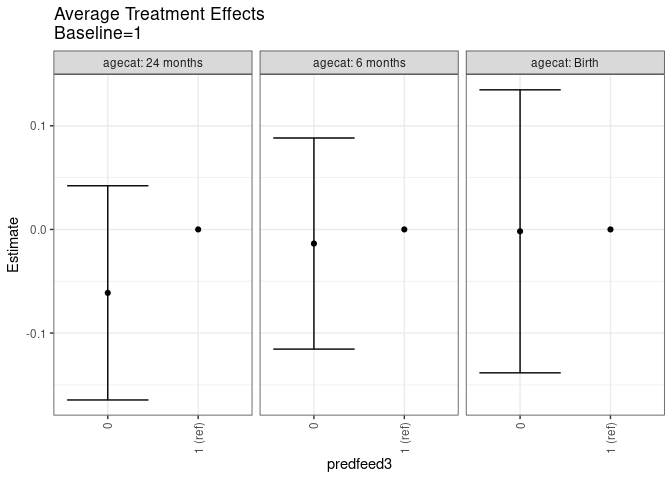 Average Treatment Effects
Baseline=1
agecat: 24 months
agecat: 6 months
agecat: Birth
0.1
0.0
-0.1
Estimate
0
1 (ref)
0
1 (ref)
0
1 (ref)
predfeed3